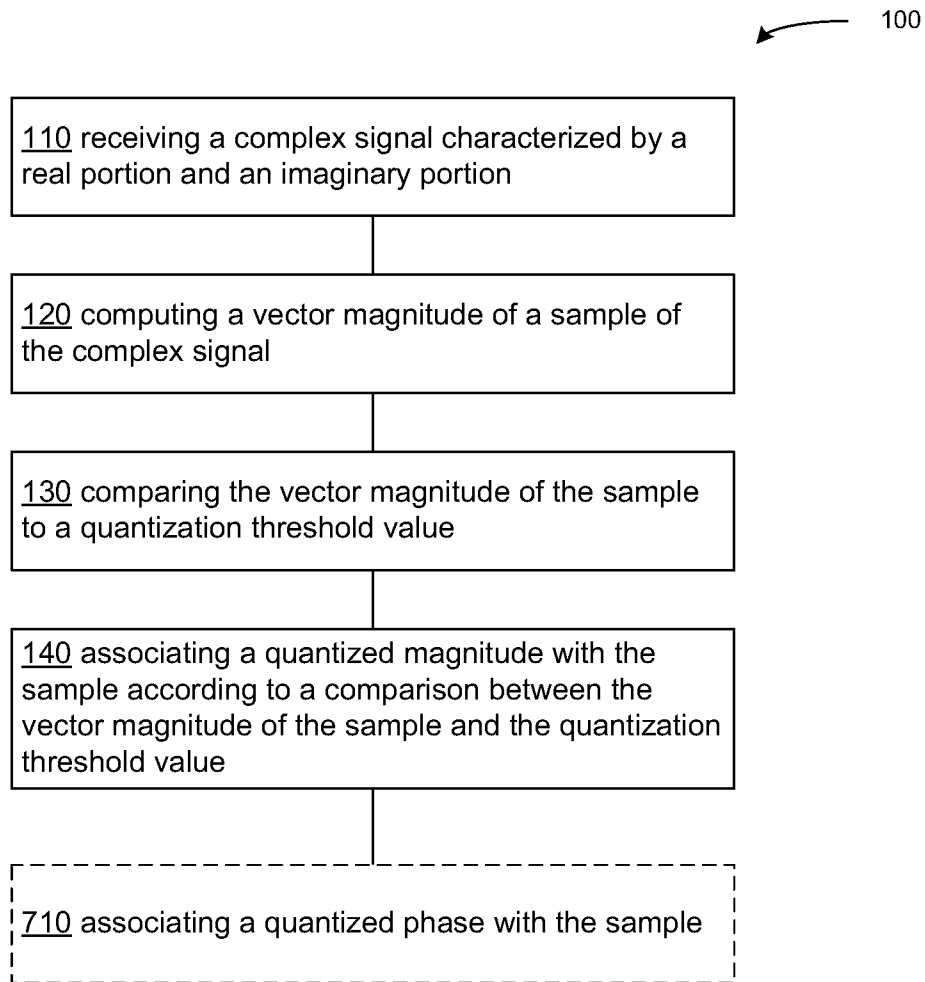 100
110 receiving a complex signal characterized by a
real portion and an imaginary portion
120 computing a vector magnitude of a sample of
the complex signal
130 comparing the vector magnitude of the sample
to a quantization threshold value
140 associating a quantized magnitude with the
sample according to a comparison between the
vector magnitude of the sample and the quantization
threshold value
710 associating a quantized phase with the sample